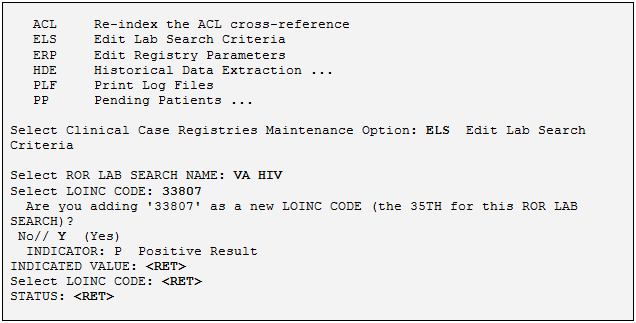 ACL     Re-index the ACL cross-reference
ELS     Edit Lab Search Criteria
ERP     Edit Registry Parameters
HDE     Historical Data Extraction ...
PLF     Print Log Files
PP      Pending Patients ...
Select Clinical Case Registries Maintenance Option: ELS  Edit Lab Search
Criteria
Select ROR LAB SEARCH NAME: VA HIV
Select LOINC CODE: 33807
Are you adding '33807' as a new LOINC CODE (the 35TH for this ROR LAB
SEARCH)?
No// Y  (Yes)
INDICATOR: P  Positive Result
INDICATED VALUE: <RET>
Select LOINC CODE: <RET>
STATUS: <RET>